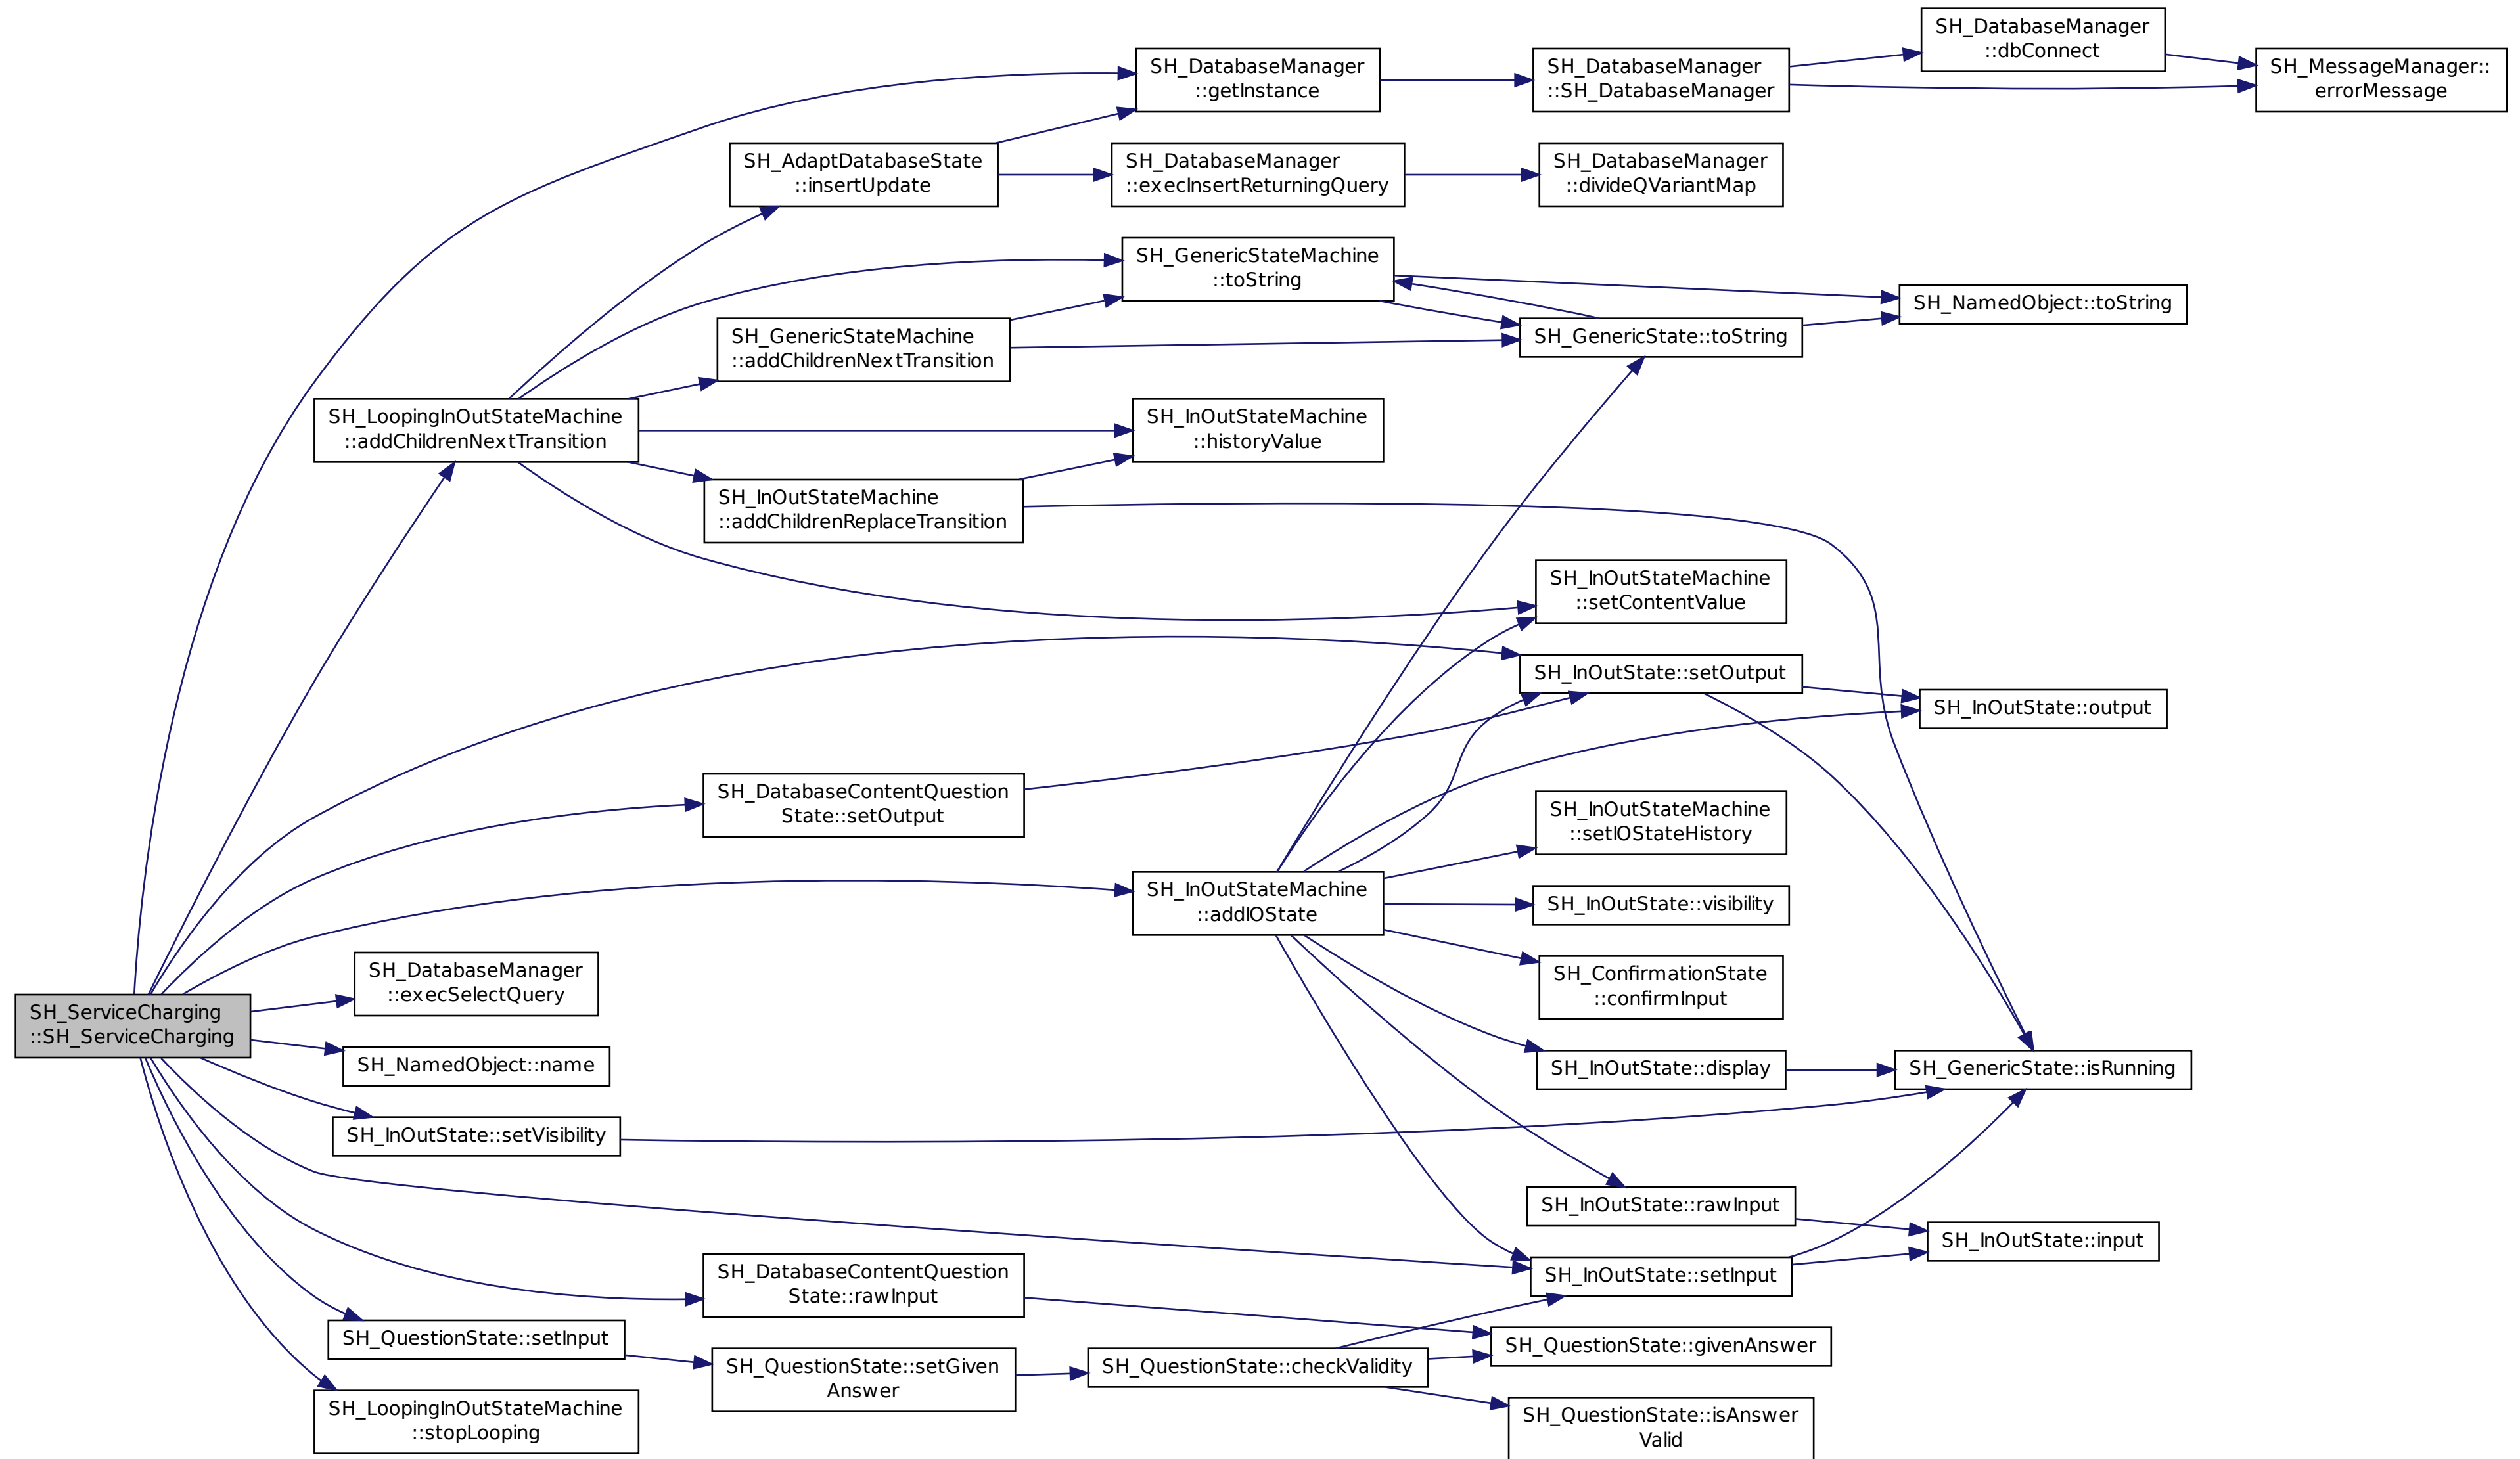 SH_DatabaseManager
::dbConnect
SH_DatabaseManager
::getInstance
SH_DatabaseManager
::SH_DatabaseManager
SH_MessageManager::
errorMessage
SH_AdaptDatabaseState
::insertUpdate
SH_DatabaseManager
::execInsertReturningQuery
SH_DatabaseManager
::divideQVariantMap
SH_GenericStateMachine
::toString
SH_NamedObject::toString
SH_GenericStateMachine
::addChildrenNextTransition
SH_GenericState::toString
SH_LoopingInOutStateMachine
::addChildrenNextTransition
SH_InOutStateMachine
::historyValue
SH_InOutStateMachine
::addChildrenReplaceTransition
SH_InOutStateMachine
::setContentValue
SH_InOutState::setOutput
SH_InOutState::output
SH_DatabaseContentQuestion
State::setOutput
SH_InOutStateMachine
::setIOStateHistory
SH_InOutStateMachine
::addIOState
SH_InOutState::visibility
SH_DatabaseManager
::execSelectQuery
SH_ConfirmationState
::confirmInput
SH_ServiceCharging
::SH_ServiceCharging
SH_NamedObject::name
SH_InOutState::display
SH_GenericState::isRunning
SH_InOutState::setVisibility
SH_InOutState::rawInput
SH_InOutState::input
SH_DatabaseContentQuestion
State::rawInput
SH_InOutState::setInput
SH_QuestionState::setInput
SH_QuestionState::givenAnswer
SH_QuestionState::setGiven
Answer
SH_QuestionState::checkValidity
SH_LoopingInOutStateMachine
::stopLooping
SH_QuestionState::isAnswer
Valid